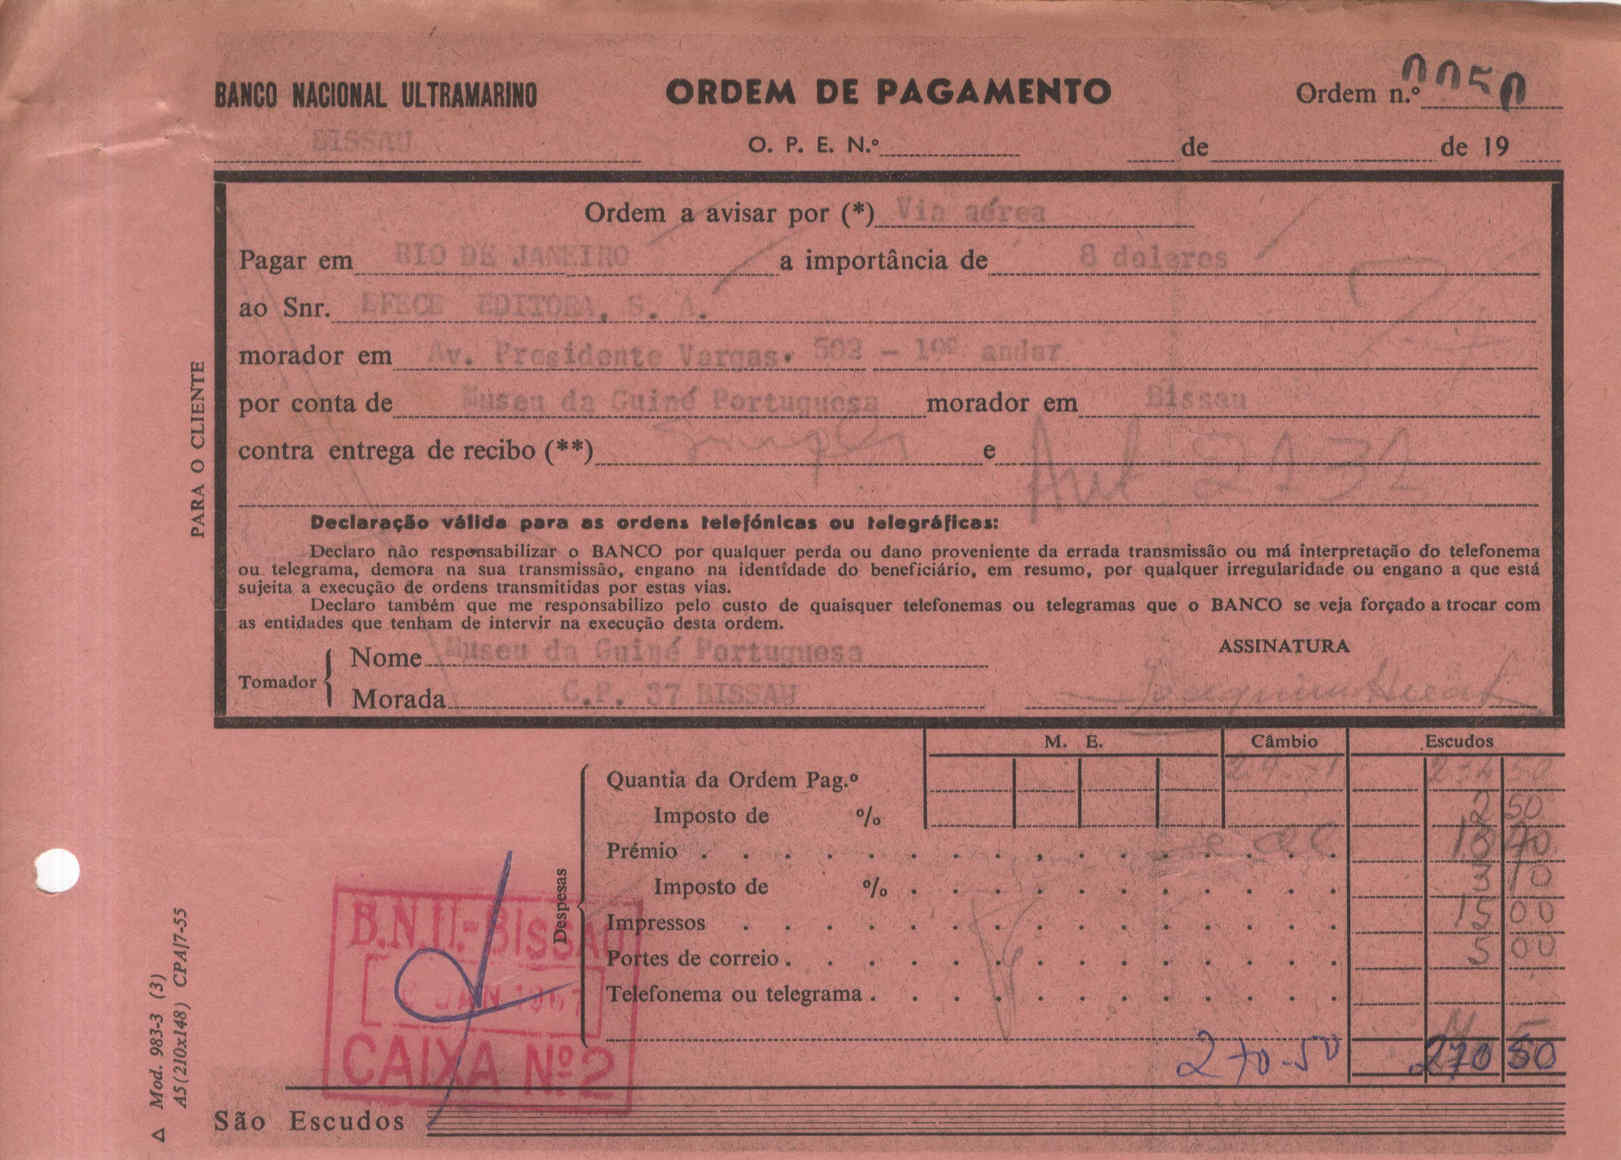 BANCO NACIONAL ULTRAMARINO
ORDEM DE PAGAMENTO
Ordem n.º 0050
BISSAU
O. P. E. N.º
de de 19
Ordem a avisar por (*) Via aérea
Pagar em RIO DE JANEIRO a importância de 8 dolares
ao Snr. EFECE EDITORA, S. A.
morador em Av. Presidente Vargas, 502 - 19º andar
por conta de Museu da Guiné Portuguesa morador em Bissau
contra entrega de recibo (**) e
Aut 2132
Declaração válida para as ordens telefónicas ou telegráficas:
Declaro não responsabilizar o BANCO por qualquer perda ou dano proveniente da errada transmissão ou má interpretação do telefonema
ou telegrama, demora na sua transmissão, engano na identidade do beneficiário, em resumo, por qualquer irregularidade ou engano a que está
sujeita a execução de ordens transmitidas por estas vias.
Declaro também que me responsabilizo pelo custo de quaisquer telefonemas ou telegramas que o BANCO se veja forçado a trocar com
as entidades que tenham de intervir na execução desta ordem.
ASSINATURA
Tomador
Nome Museu da Guiné Portuguesa
Morada C.P. 37 BISSAU
PARA O CLIENTE
M. E. Câmbio Escudos
Quantia da Ordem Pag.º
Imposto de % 2 50
Prémio
Imposto de % 3 10
Impressos 15 00
Portes de correio 5 00
Telefonema ou telegrama
Despesas
270-50 270 50
B.N.U.-BISSAU
JAN. 1967
CAIXA Nº 2
São Escudos
Δ Mod. 983-3 (3)
A5 (210x148) CPA/7-55